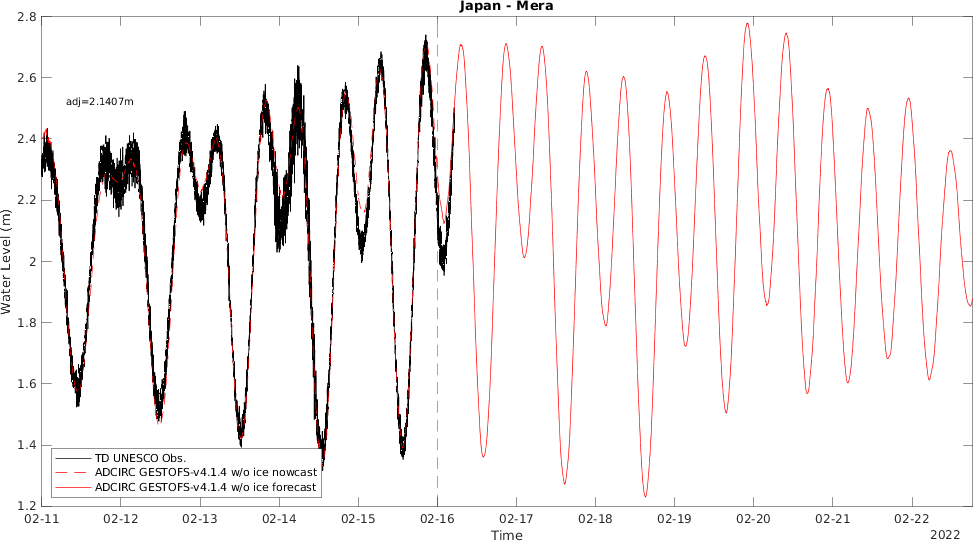 Japan - Mera
2.8
2.6
2.4
2.2
2
1.8
1.6
1.4
1.2
Water Level (m)
adj=2.1407m
TD UNESCO Obs.
ADCIRC GESTOFS-v4.1.4 w/o ice nowcast
ADCIRC GESTOFS-v4.1.4 w/o ice forecast
02-11 02-12 02-13 02-14 02-15 02-16 02-17 02-18 02-19 02-20 02-21 02-22
Time
2022